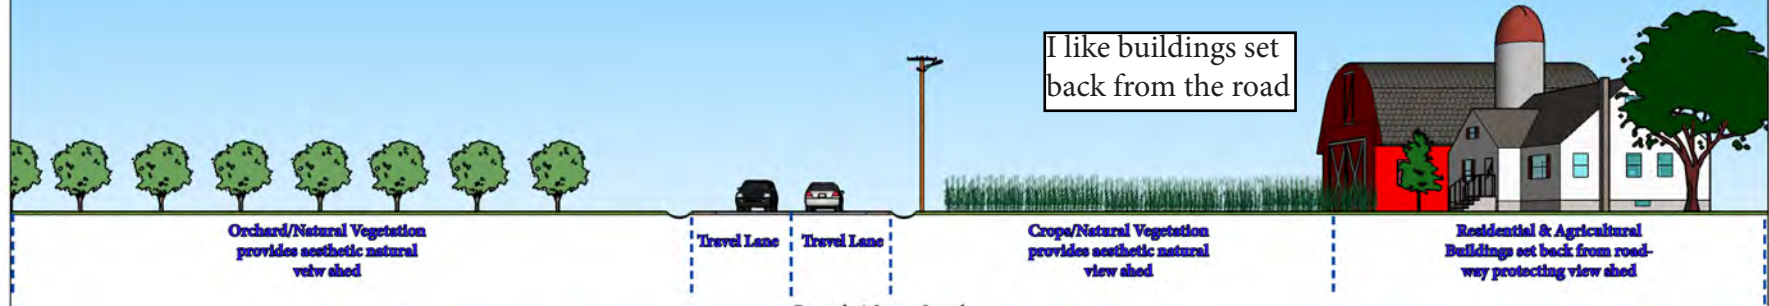 I like buildings set
back from the road
Orchard/Natural Vegetation
provides aesthetic natural
veiw shed
Travel Lane
Travel Lane
Crops/Natural Vegetation
provides aesthetic natural
view shed
Residential & Agricultural
Buildings set back from road-
way protecting view shed